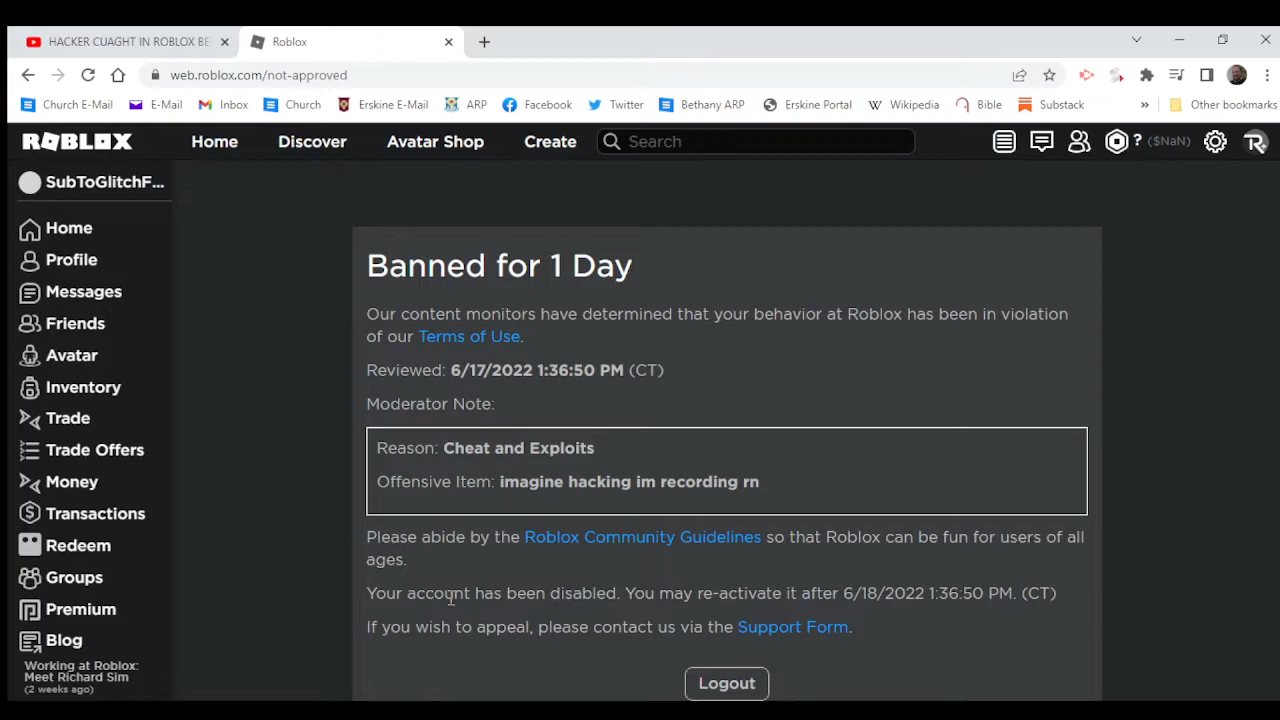 HACKER CUAGHT IN ROBLOX BE
Roblox
web.roblox.com/not-approved
Church E-Mail E-Mail Inbox Church Erskine E-Mail ARP Facebook Twitter Bethany ARP Erskine Portal Wikipedia Bible Substack » Other bookmarks
ROBLOX Home Discover Avatar Shop Create Search ? ($NaN)
SubToGlitchF...
Home
Profile
Messages
Friends
Avatar
Inventory
Trade
Trade Offers
Money
Transactions
Redeem
Groups
Premium
Blog
Working at Roblox:
Meet Richard Sim
(2 weeks ago)
Banned for 1 Day
Our content monitors have determined that your behavior at Roblox has been in violation
of our Terms of Use.
Reviewed: 6/17/2022 1:36:50 PM (CT)
Moderator Note:
Reason: Cheat and Exploits
Offensive Item: imagine hacking im recording rn
Please abide by the Roblox Community Guidelines so that Roblox can be fun for users of all
ages.
Your account has been disabled. You may re-activate it after 6/18/2022 1:36:50 PM. (CT)
If you wish to appeal, please contact us via the Support Form.
Logout